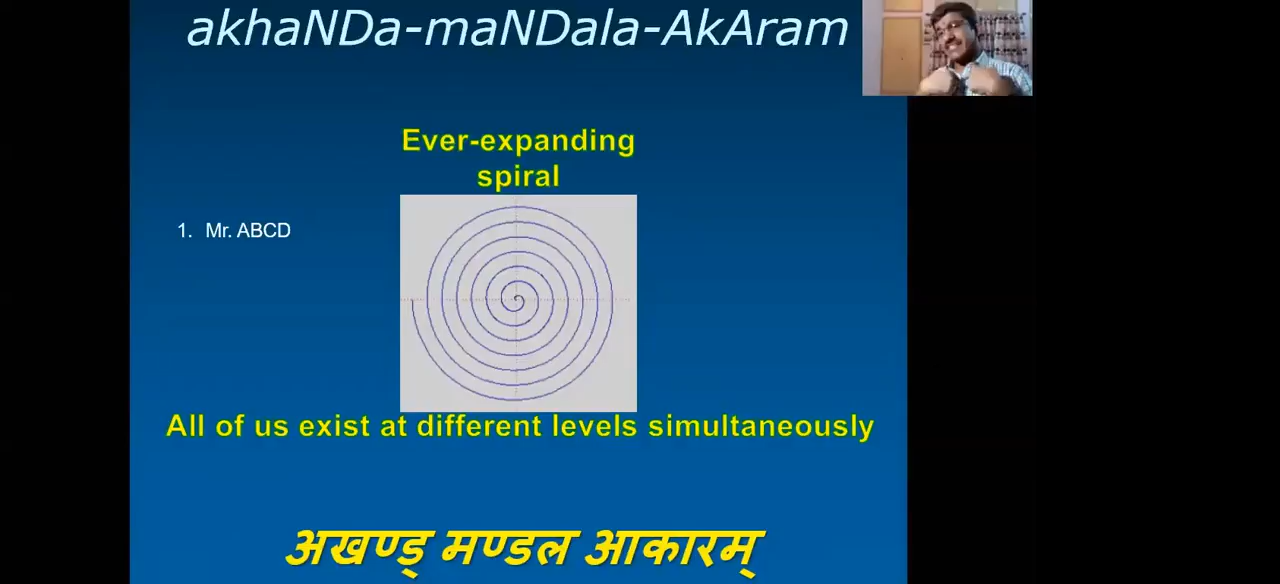 akhaNDa-maNDala-AkAram
Ever-expanding
spiral
1. Mr. ABCD
All of us exist at different levels simultaneously
अखण्ड् मण्डल आकारम्